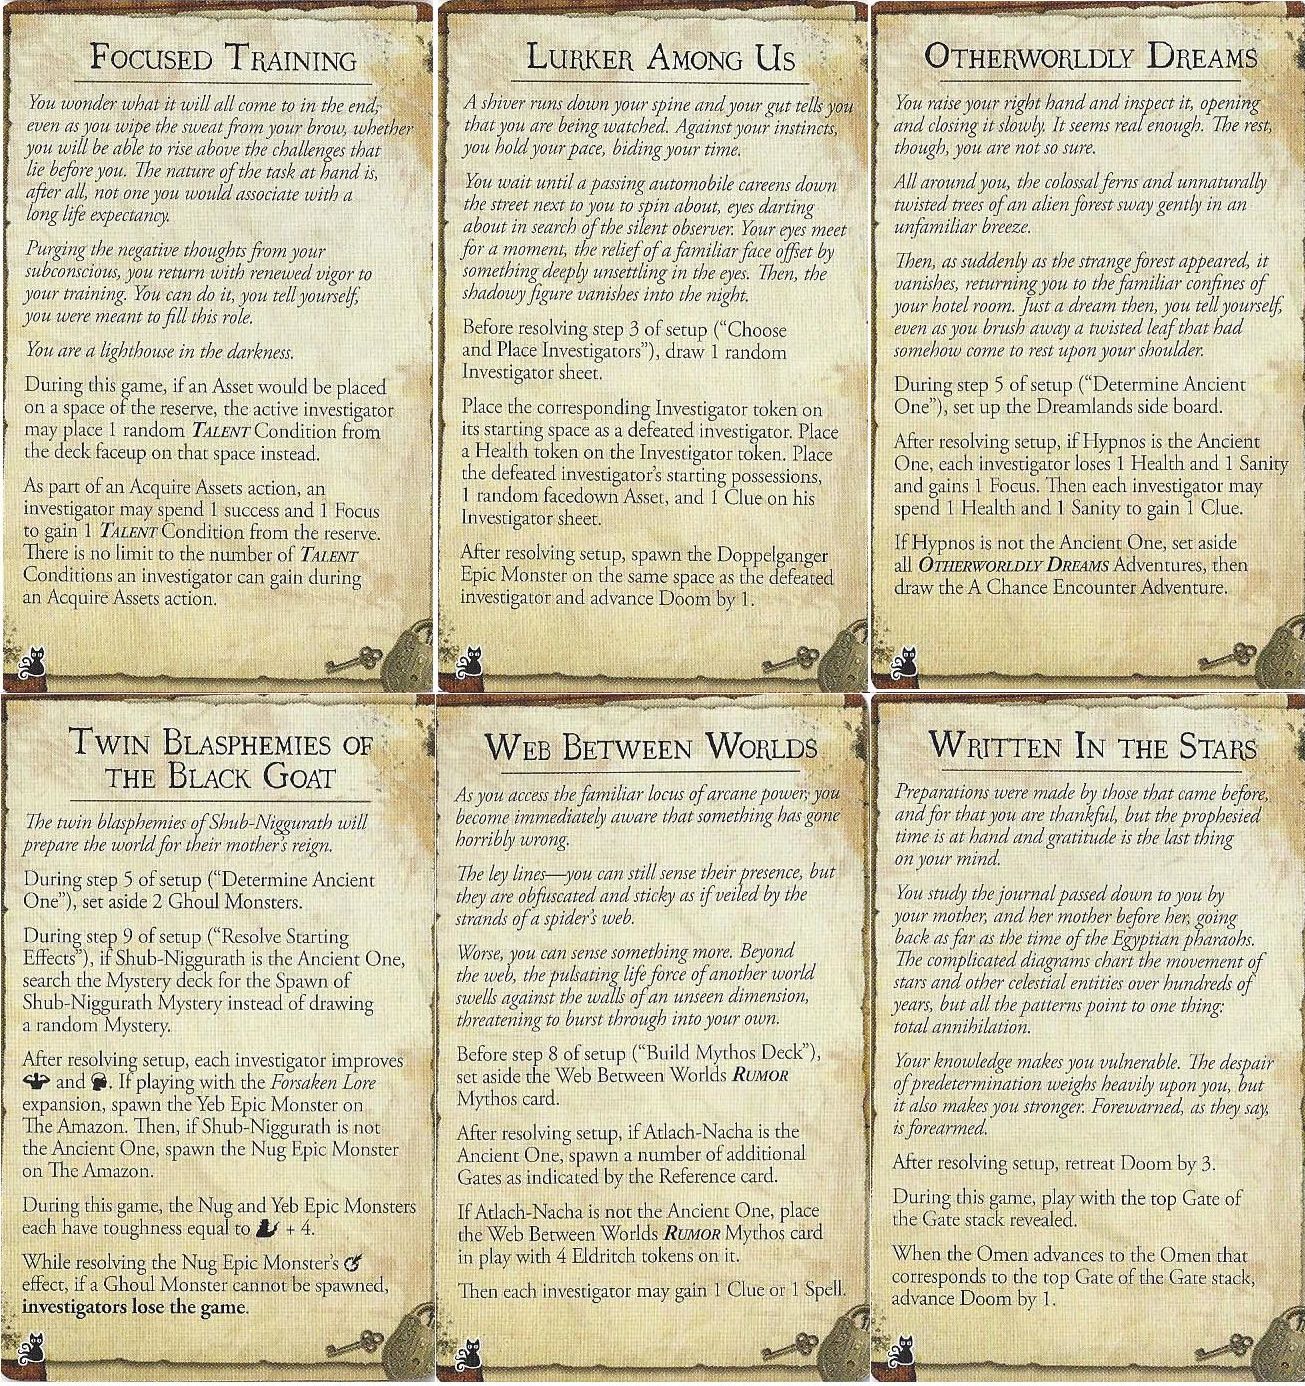 FOCUSED TRAINING
You wonder what it will all come to in the end;
even as you wipe the sweat from your brow, whether
you will be able to rise above the challenges that
lie before you. The nature of the task at hand is,
after all, not one you would associate with a
long life expectancy.
Purging the negative thoughts from your
subconscious, you return with renewed vigor to
your training. You can do it, you tell yourself,
you were meant to fill this role.
You are a lighthouse in the darkness.
During this game, if an Asset would be placed
on a space of the reserve, the active investigator
may place 1 random TALENT Condition from
the deck faceup on that space instead.
As part of an Acquire Assets action, an
investigator may spend 1 success and 1 Focus
to gain 1 TALENT Condition from the reserve.
There is no limit to the number of TALENT
Conditions an investigator can gain during
an Acquire Assets action.
LURKER AMONG US
A shiver runs down your spine and your gut tells you
that you are being watched. Against your instincts,
you hold your pace, biding your time.
You wait until a passing automobile careens down
the street next to you to spin about, eyes darting
about in search of the silent observer. Your eyes meet
for a moment, the relief of a familiar face offset by
something deeply unsettling in the eyes. Then, the
shadowy figure vanishes into the night.
Before resolving step 3 of setup (“Choose
and Place Investigators”), draw 1 random
Investigator sheet.
Place the corresponding Investigator token on
its starting space as a defeated investigator. Place
a Health token on the Investigator token. Place
the defeated investigator’s starting possessions,
1 random facedown Asset, and 1 Clue on his
Investigator sheet.
After resolving setup, spawn the Doppelganger
Epic Monster on the same space as the defeated
investigator and advance Doom by 1.
OTHERWORLDLY DREAMS
You raise your right hand and inspect it, opening
and closing it slowly. It seems real enough. The rest,
though, you are not so sure.
All around you, the colossal ferns and unnaturally
twisted trees of an alien forest sway gently in an
unfamiliar breeze.
Then, as suddenly as the strange forest appeared, it
vanishes, returning you to the familiar confines of
your hotel room. Just a dream then, you tell yourself,
even as you brush away a twisted leaf that had
somehow come to rest upon your shoulder.
During step 5 of setup (“Determine Ancient
One”), set up the Dreamlands side board.
After resolving setup, if Hypnos is the Ancient
One, each investigator loses 1 Health and 1 Sanity
and gains 1 Focus. Then each investigator may
spend 1 Health and 1 Sanity to gain 1 Clue.
If Hypnos is not the Ancient One, set aside
all OTHERWORLDLY DREAMS Adventures, then
draw the A Chance Encounter Adventure.
TWIN BLASPHEMIES OF
THE BLACK GOAT
The twin blasphemies of Shub-Niggurath will
prepare the world for their mother’s reign.
During step 5 of setup (“Determine Ancient
One”), set aside 2 Ghoul Monsters.
During step 9 of setup (“Resolve Starting
Effects”), if Shub-Niggurath is the Ancient One,
search the Mystery deck for the Spawn of
Shub-Niggurath Mystery instead of drawing
a random Mystery.
After resolving setup, each investigator improves
and . If playing with the Forsaken Lore
expansion, spawn the Yeb Epic Monster on
The Amazon. Then, if Shub-Niggurath is not
the Ancient One, spawn the Nug Epic Monster
on The Amazon.
During this game, the Nug and Yeb Epic Monsters
each have toughness equal to + 4.
While resolving the Nug Epic Monster’s
effect, if a Ghoul Monster cannot be spawned,
investigators lose the game.
WEB BETWEEN WORLDS
As you access the familiar locus of arcane power, you
become immediately aware that something has gone
horribly wrong.
The ley lines—you can still sense their presence, but
they are obfuscated and sticky as if veiled by the
strands of a spider’s web.
Worse, you can sense something more. Beyond
the web, the pulsating life force of another world
swells against the walls of an unseen dimension,
threatening to burst through into your own.
Before step 8 of setup (“Build Mythos Deck”),
set aside the Web Between Worlds RUMOR
Mythos card.
After resolving setup, if Atlach-Nacha is the
Ancient One, spawn a number of additional
Gates as indicated by the Reference card.
If Atlach-Nacha is not the Ancient One, place
the Web Between Worlds RUMOR Mythos card
in play with 4 Eldritch tokens on it.
Then each investigator may gain 1 Clue or 1 Spell.
WRITTEN IN THE STARS
Preparations were made by those that came before,
and for that you are thankful, but the prophesied
time is at hand and gratitude is the last thing
on your mind.
You study the journal passed down to you by
your mother, and her mother before her, going
back as far as the time of the Egyptian pharaohs.
The complicated diagrams chart the movement of
stars and other celestial entities over hundreds of
years, but all the patterns point to one thing:
total annihilation.
Your knowledge makes you vulnerable. The despair
of predetermination weighs heavily upon you, but
it also makes you stronger. Forewarned, as they say,
is forearmed.
After resolving setup, retreat Doom by 3.
During this game, play with the top Gate of
the Gate stack revealed.
When the Omen advances to the Omen that
corresponds to the top Gate of the Gate stack,
advance Doom by 1.